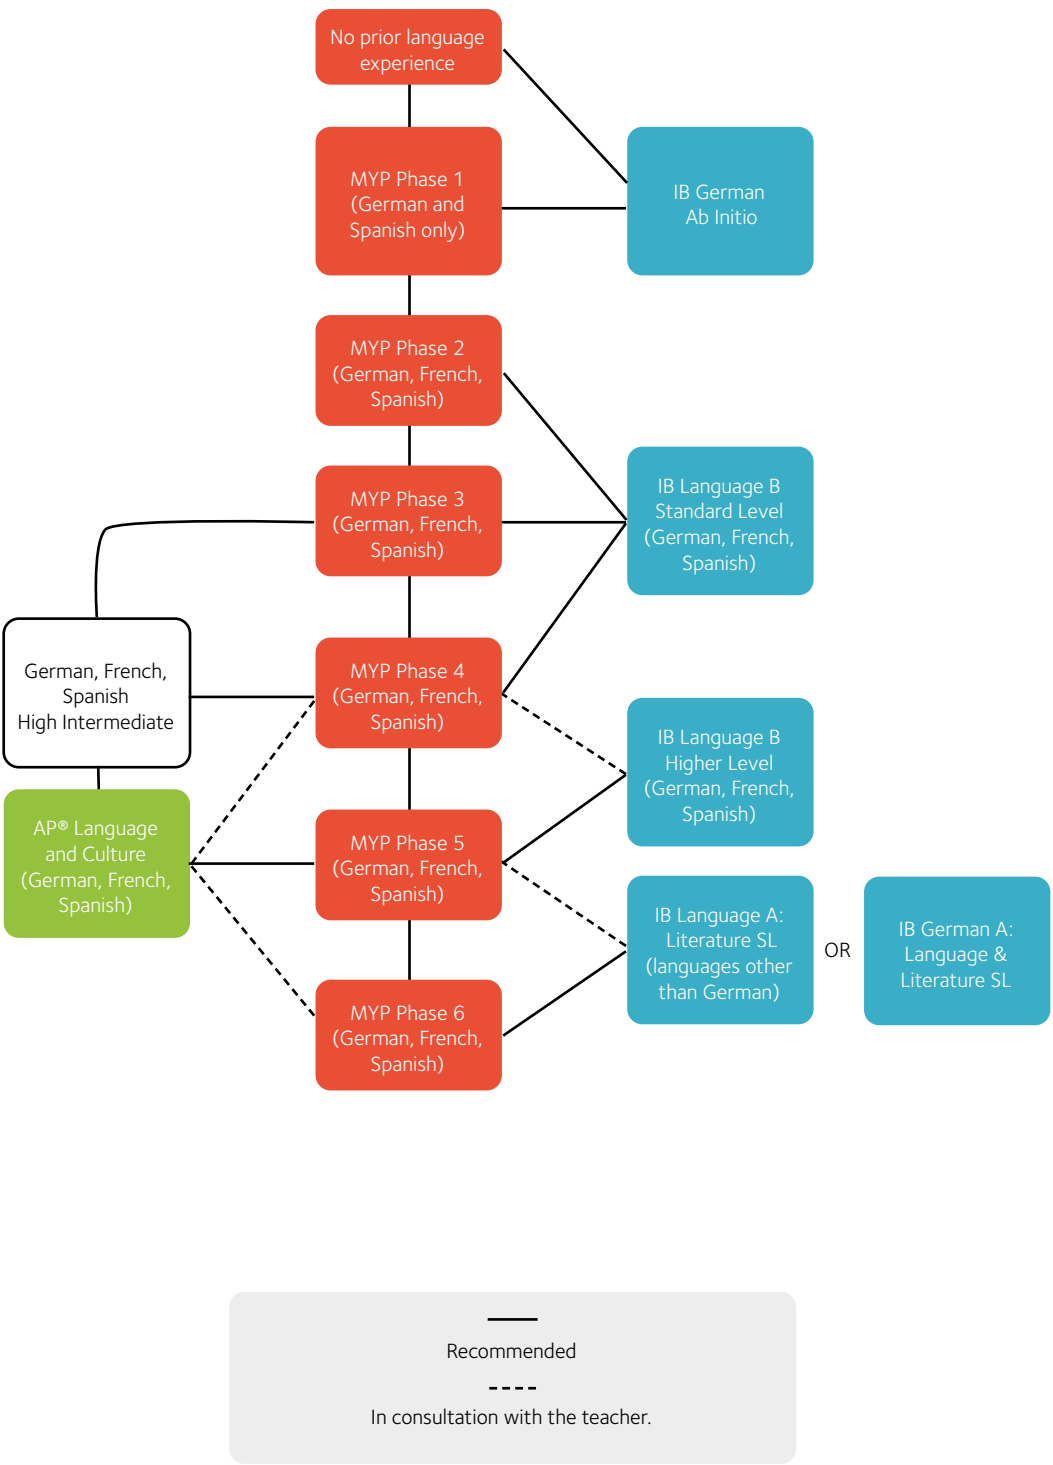 No prior language
experience
MYP Phase 1
(German and
Spanish only)
IB German
Ab Initio
MYP Phase 2
(German, French,
Spanish)
MYP Phase 3
(German, French,
Spanish)
IB Language B
Standard Level
(German, French,
Spanish)
German, French,
Spanish
High Intermediate
MYP Phase 4
(German, French,
Spanish)
IB Language B
Higher Level
(German, French,
Spanish)
AP® Language
and Culture
(German, French,
Spanish)
MYP Phase 5
(German, French,
Spanish)
IB Language A:
Literature SL
(languages other
than German)
OR
IB German A:
Language &
Literature SL
MYP Phase 6
(German, French,
Spanish)
Recommended
In consultation with the teacher.